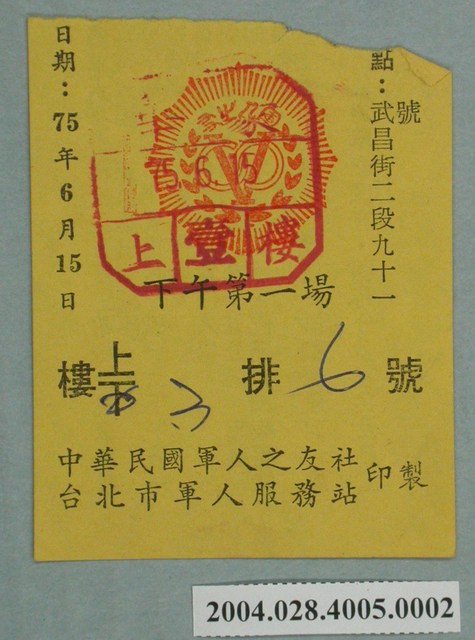 點：武昌街二段九十一
號
日期：75年6月15日
75.6.15
上壹樓
下午第一場
樓上下 排 6 號
中華民國軍人之友社
台北市軍人服務站
印製
2004.028.4005.0002